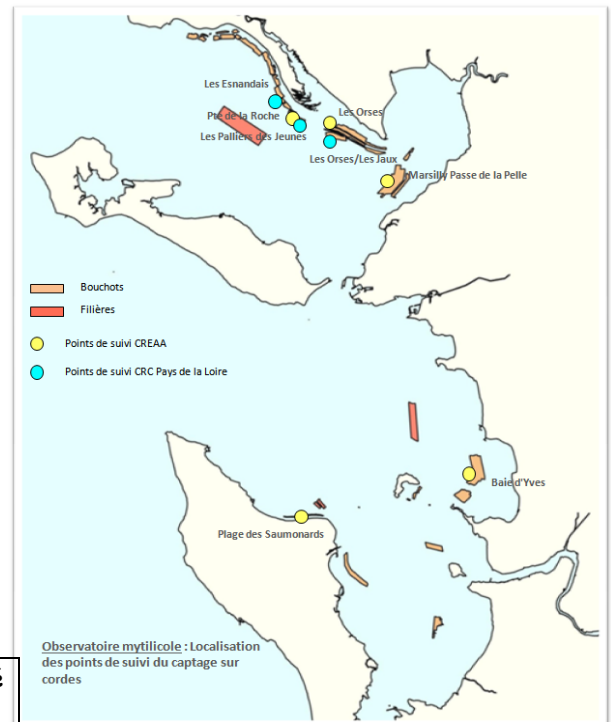 Les Esnandais
Pte de la Roche
Les Orses
Les Palliers des Jeunes
Les Orses/Les Jaux
Marsilly Passe de la Pelle
Bouchots
Filières
Points de suivi CREAA
Points de suivi CRC Pays de la Loire
Baie d'Yves
Plage des Saumonards
Observatoire mytilicole : Localisation
des points de suivi du captage sur
cordes